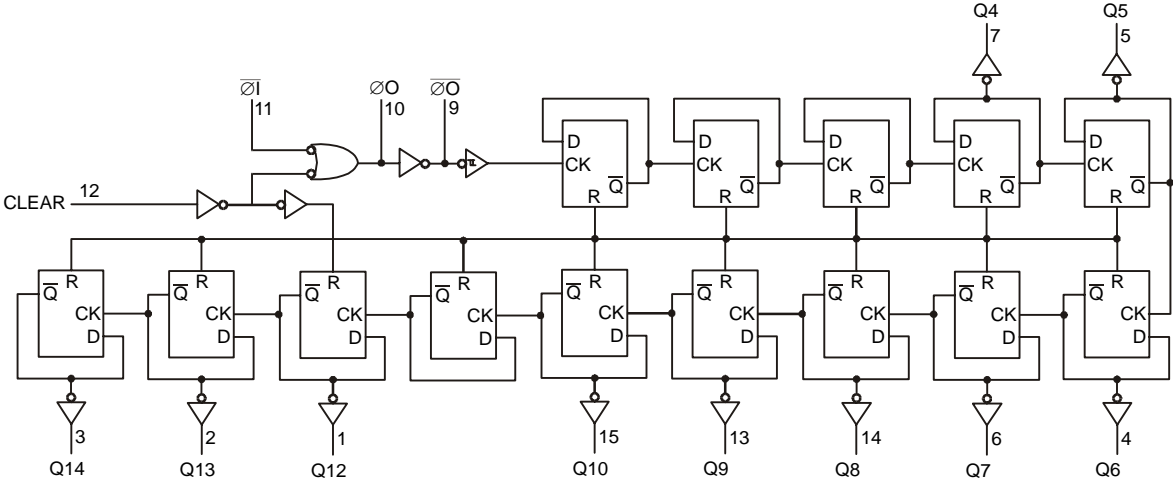 Q4 Q5
7 5
ØI̅ ØO ØO̅
11 10 9
D D D D D
CK CK CK CK CK
Q̅ Q̅ Q̅ Q̅ Q̅
CLEAR 12
R R R R R
R R R R R R R R R
Q̅ Q̅ Q̅ Q̅ Q̅ Q̅ Q̅ Q̅ Q̅
CK CK CK CK CK CK CK CK CK
D D D D D D D D D
3 2 1 15 13 14 6 4
Q14 Q13 Q12 Q10 Q9 Q8 Q7 Q6